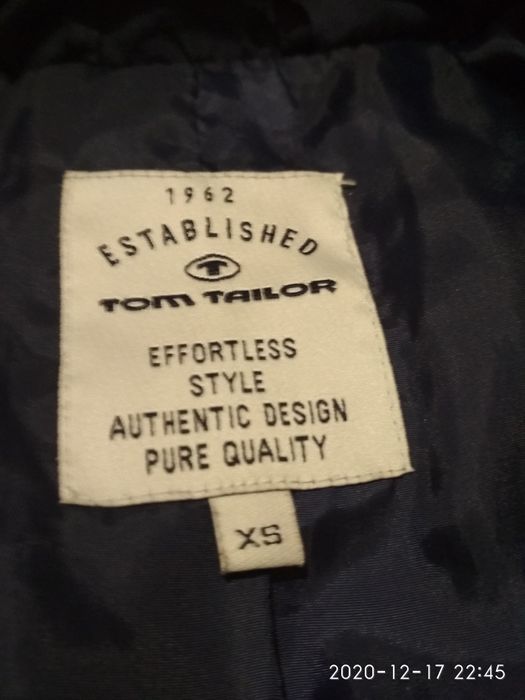 1962
ESTABLISHED
T
TOM TAILOR
EFFORTLESS
STYLE
AUTHENTIC DESIGN
PURE QUALITY
XS
2020-12-17 22:45